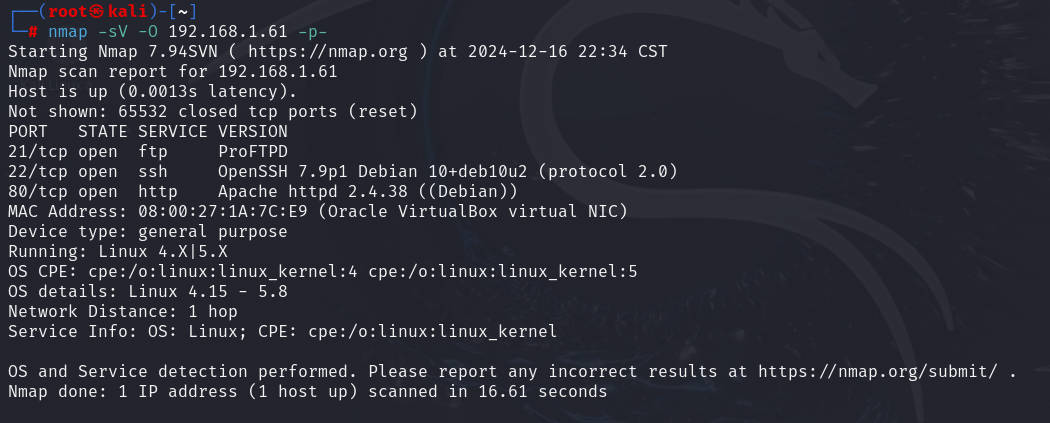 ┌──(root㉿kali)-[~]
└─# nmap -sV -O 192.168.1.61 -p-
Starting Nmap 7.94SVN ( https://nmap.org ) at 2024-12-16 22:34 CST
Nmap scan report for 192.168.1.61
Host is up (0.0013s latency).
Not shown: 65532 closed tcp ports (reset)
PORT   STATE SERVICE VERSION
21/tcp open  ftp     ProFTPD
22/tcp open  ssh     OpenSSH 7.9p1 Debian 10+deb10u2 (protocol 2.0)
80/tcp open  http    Apache httpd 2.4.38 ((Debian))
MAC Address: 08:00:27:1A:7C:E9 (Oracle VirtualBox virtual NIC)
Device type: general purpose
Running: Linux 4.X|5.X
OS CPE: cpe:/o:linux:linux_kernel:4 cpe:/o:linux:linux_kernel:5
OS details: Linux 4.15 - 5.8
Network Distance: 1 hop
Service Info: OS: Linux; CPE: cpe:/o:linux:linux_kernel

OS and Service detection performed. Please report any incorrect results at https://nmap.org/submit/ .
Nmap done: 1 IP address (1 host up) scanned in 16.61 seconds